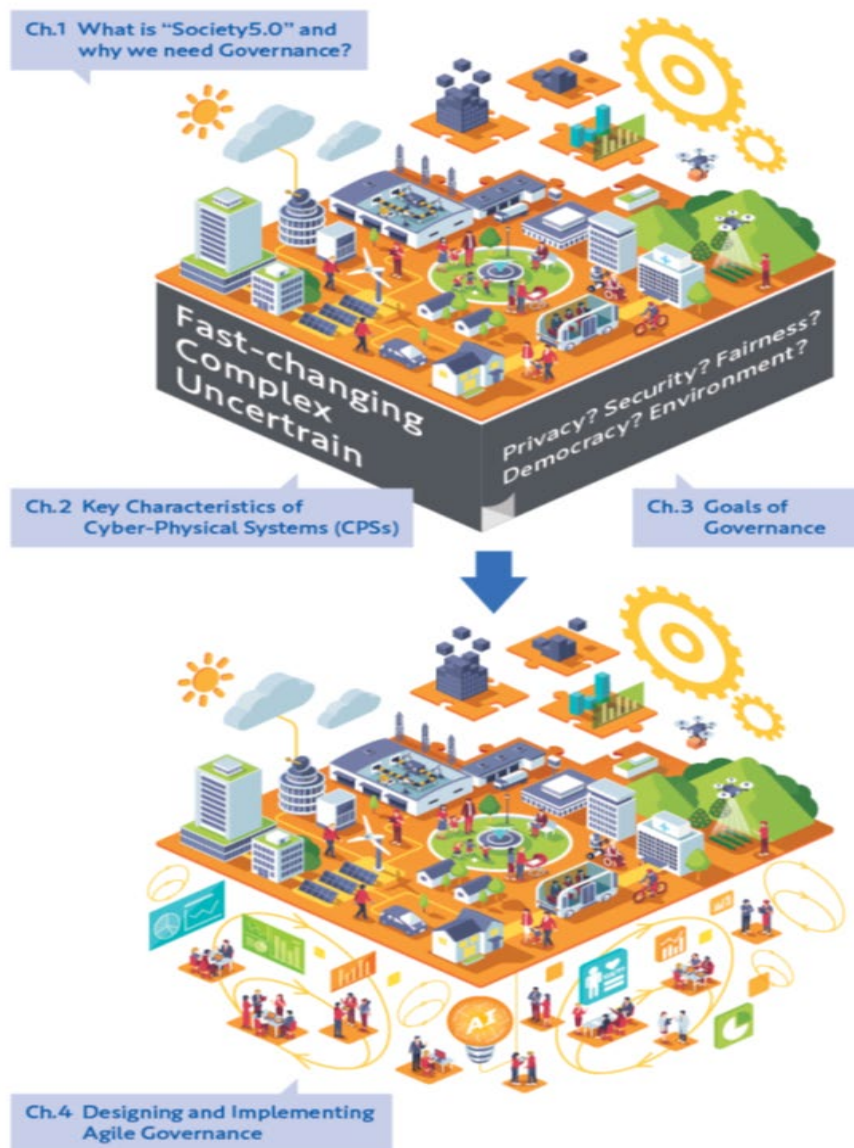 Ch.1 What is “Society5.0” and
why we need Governance?
Fast-changing
Complex
Uncertrain
Privacy? Security? Fairness?
Democracy? Environment?
Ch.2 Key Characteristics of
Cyber-Physical Systems (CPSs)
Ch.3 Goals of
Governance
AI
Ch.4 Designing and Implementing
Agile Governance